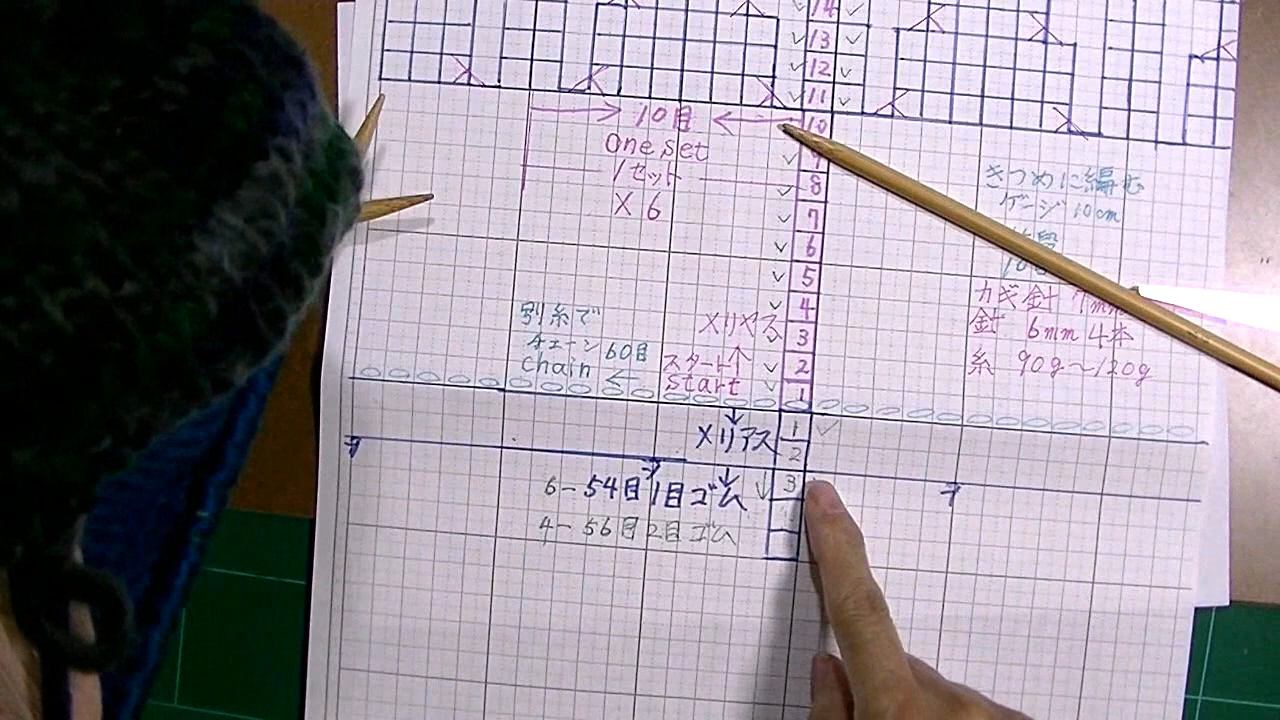 14
13
12
11
10目 10
one set 9
1セット 8
X 6 7
6
5
4
メリヤス 3
2
1
別糸で
チェーン 60目
chain
スタート
start
きつめに編む
ゲージ 10cm
カギ針 7mm
針 6mm 4本
糸 90g～120g
メリアス 1
2
6-54目 1目ゴム 3
4-56目 2目ゴム